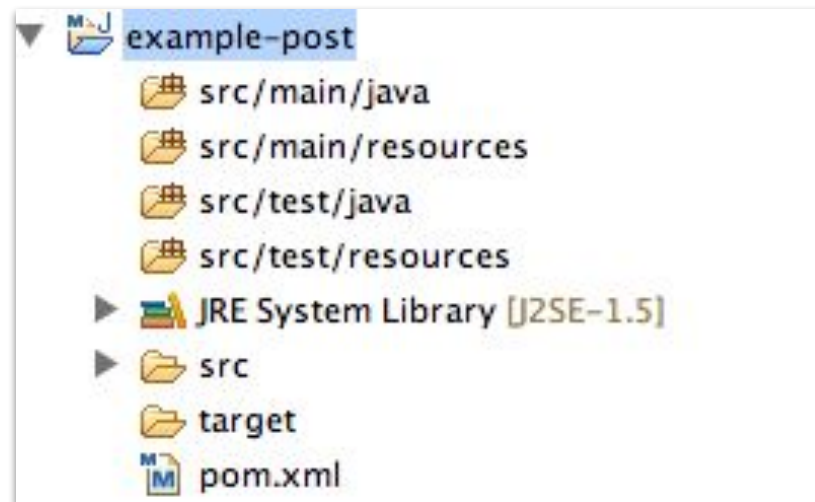 example-post
src/main/java
src/main/resources
src/test/java
src/test/resources
JRE System Library [J2SE-1.5]
src
target
pom.xml